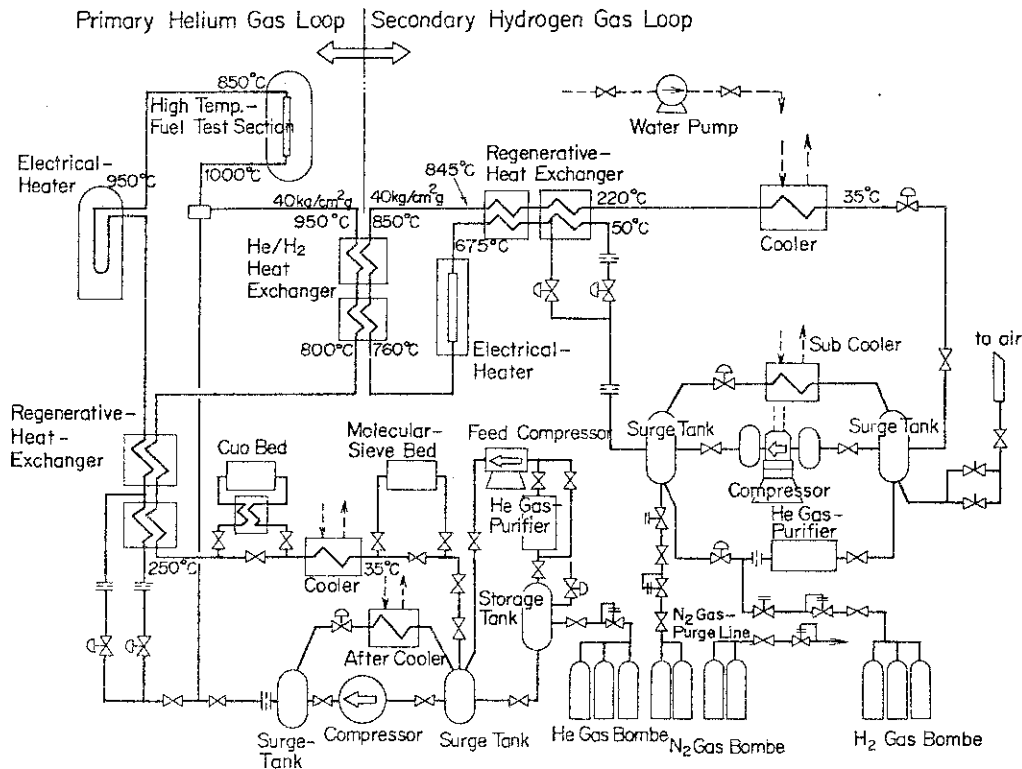 Primary Helium Gas Loop
Secondary Hydrogen Gas Loop
850°C
High Temp.-
Fuel Test Section
1000°C
Electrical-
Heater
950°C
Water Pump
Regenerative-
Heat Exchanger
845°C
220°C
50°C
35°C
Cooler
40kg/cm²g
40kg/cm²g
950°C
850°C
675°C
He/H₂
Heat
Exchanger
800°C
760°C
Electrical-
Heater
Sub Cooler
to air
Surge Tank
Surge Tank
Compressor
He Gas-
Purifier
Regenerative-
Heat-
Exchanger
Cuo Bed
Molecular-
Sieve Bed
Feed Compressor
He Gas-
Purifier
250°C
Cooler
35°C
Storage
Tank
After Cooler
N₂ Gas-
Purge Line
Surge-
Tank
Compressor
Surge Tank
He Gas Bombe
N₂ Gas Bombe
H₂ Gas Bombe